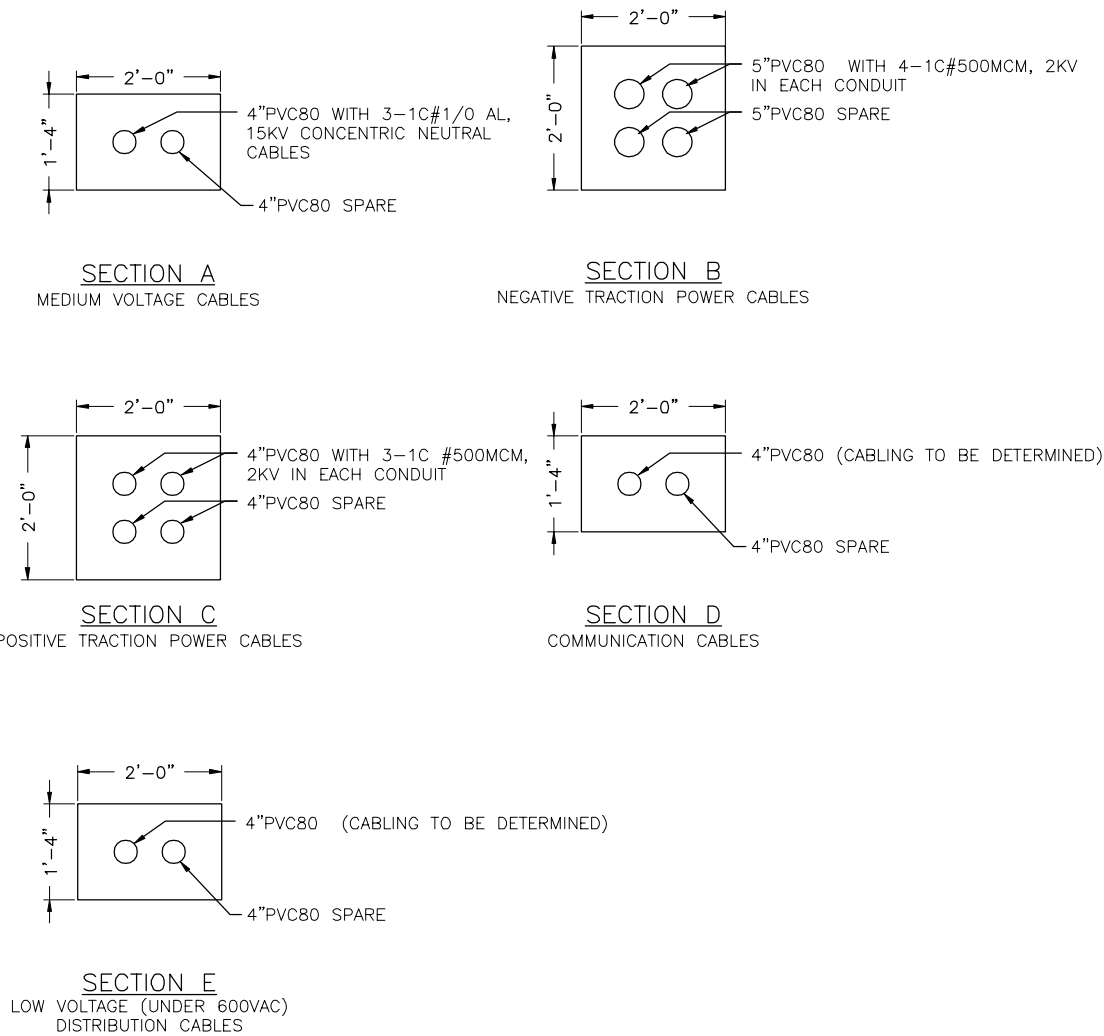 2'-0"
1'-4"
4"PVC80 WITH 3-1C#1/0 AL,
15KV CONCENTRIC NEUTRAL
CABLES
4"PVC80 SPARE
SECTION A
MEDIUM VOLTAGE CABLES
2'-0"
2'-0"
5"PVC80 WITH 4-1C#500MCM, 2KV
IN EACH CONDUIT
5"PVC80 SPARE
SECTION B
NEGATIVE TRACTION POWER CABLES
2'-0"
2'-0"
4"PVC80 WITH 3-1C #500MCM,
2KV IN EACH CONDUIT
4"PVC80 SPARE
SECTION C
POSITIVE TRACTION POWER CABLES
2'-0"
1'-4"
4"PVC80 (CABLING TO BE DETERMINED)
4"PVC80 SPARE
SECTION D
COMMUNICATION CABLES
2'-0"
1'-4"
4"PVC80 (CABLING TO BE DETERMINED)
4"PVC80 SPARE
SECTION E
LOW VOLTAGE (UNDER 600VAC)
DISTRIBUTION CABLES